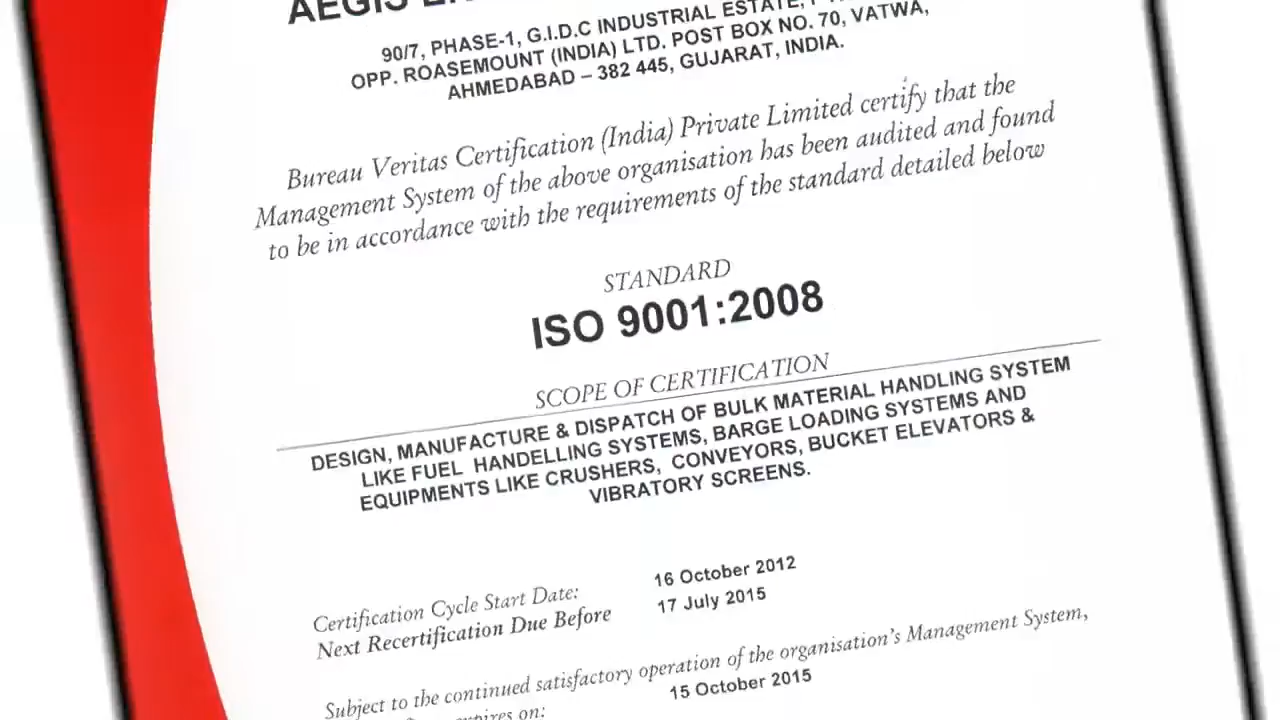 AEGIS
90/7, PHASE-1, G.I.D.C INDUSTRIAL ESTATE,
OPP. ROASEMOUNT (INDIA) LTD. POST BOX NO. 70, VATWA,
AHMEDABAD – 382 445, GUJARAT, INDIA.
Bureau Veritas Certification (India) Private Limited certify that the
Management System of the above organisation has been audited and found
to be in accordance with the requirements of the standard detailed below
STANDARD
ISO 9001:2008
SCOPE OF CERTIFICATION
DESIGN, MANUFACTURE & DISPATCH OF BULK MATERIAL HANDLING SYSTEM
LIKE FUEL HANDELLING SYSTEMS, BARGE LOADING SYSTEMS AND
EQUIPMENTS LIKE CRUSHERS, CONVEYORS, BUCKET ELEVATORS &
VIBRATORY SCREENS.
Certification Cycle Start Date: 16 October 2012
Next Recertification Due Before 17 July 2015
Subject to the continued satisfactory operation of the organisation's Management System,
on: 15 October 2015